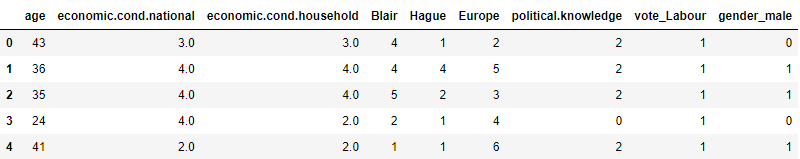 age economic.cond.national economic.cond.household Blair Hague Europe political.knowledge vote_Labour gender_male
0 43 3.0 3.0 4 1 2 2 1 0
1 36 4.0 4.0 4 4 5 2 1 1
2 35 4.0 4.0 5 2 3 2 1 1
3 24 4.0 2.0 2 1 4 0 1 0
4 41 2.0 2.0 1 1 6 2 1 1